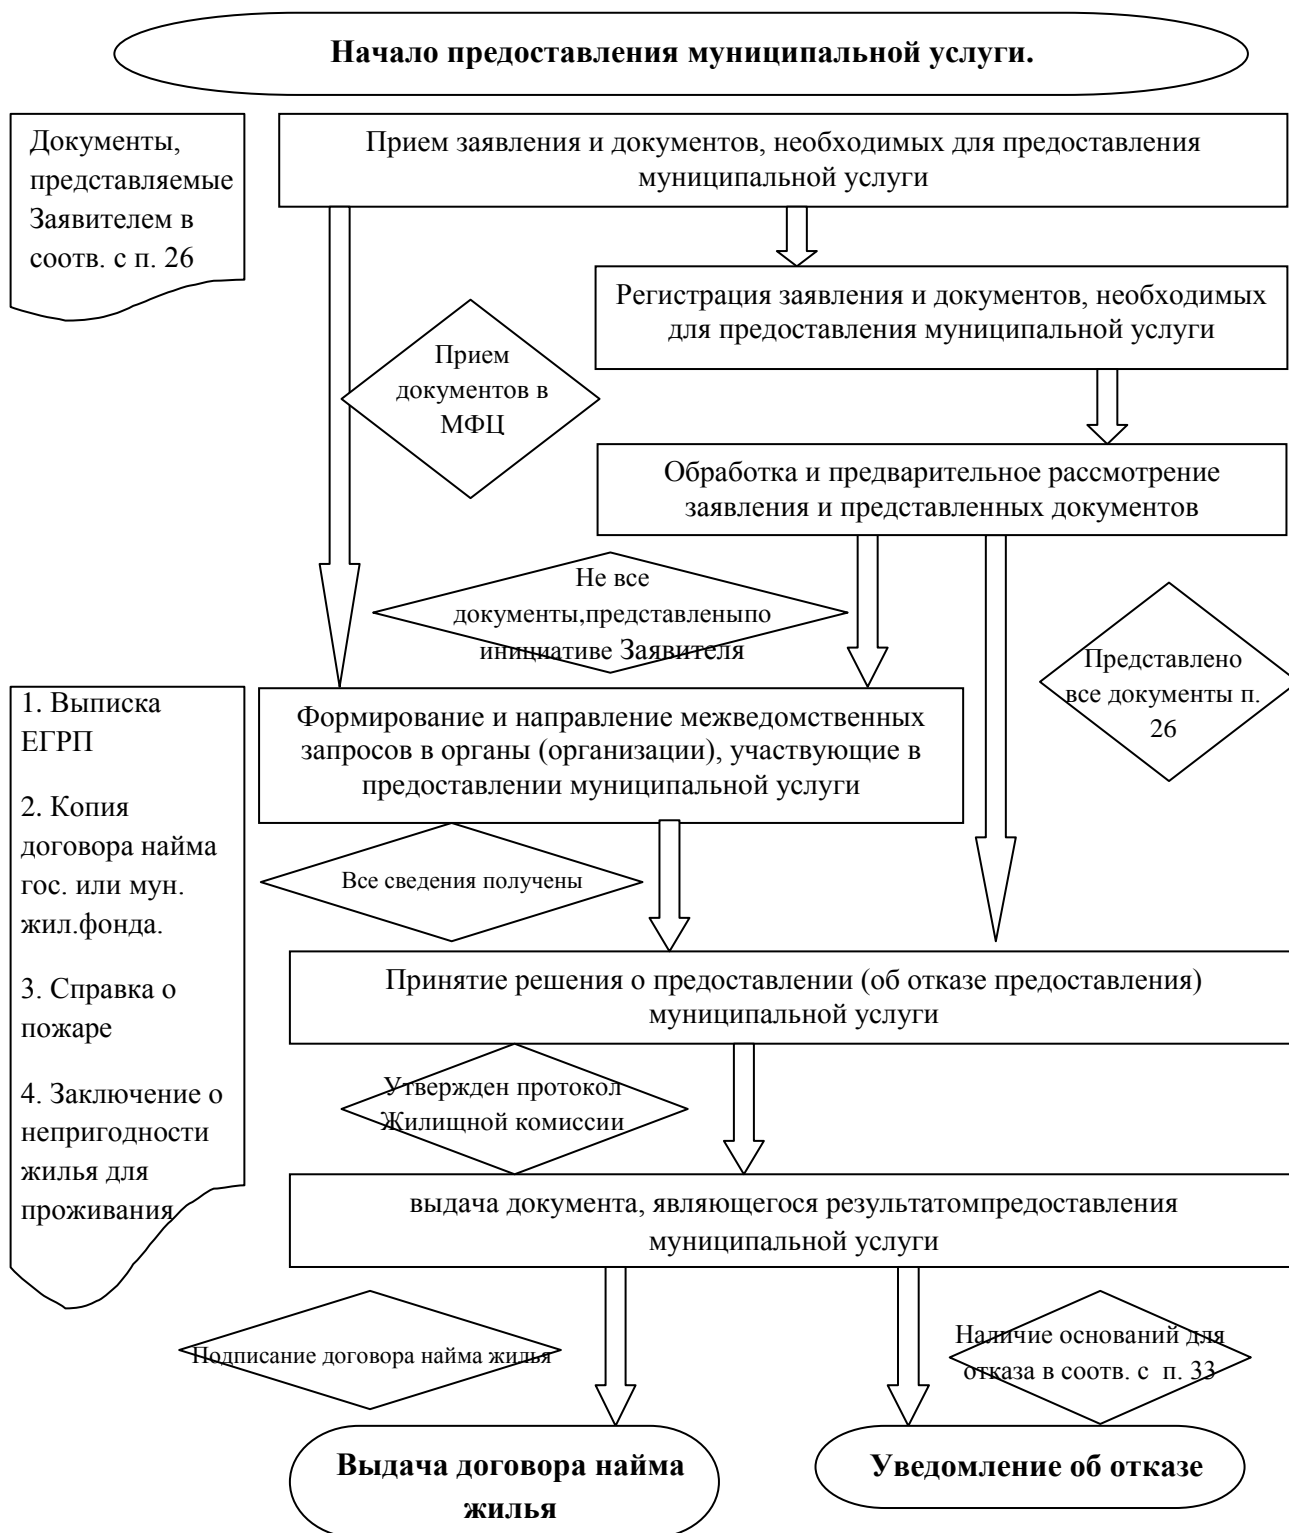 Начало предоставления муниципальной услуги.
Документы,
представляемые
Заявителем в
соотв. с п. 26
Прием заявления и документов, необходимых для предоставления
муниципальной услуги
Регистрация заявления и документов, необходимых
для предоставления муниципальной услуги
Прием
документов в
МФЦ
Обработка и предварительное рассмотрение
заявления и представленных документов
Не все
документы,представленыпо
инициативе Заявителя
Представлено
все документы п.
26
1. Выписка
ЕГРП
2. Копия
договора найма
гос. или мун.
жил.фонда.
3. Справка о
пожаре
4. Заключение о
непригодности
жилья для
проживания
Формирование и направление межведомственных
запросов в органы (организации), участвующие в
предоставлении муниципальной услуги
Все сведения получены
Принятие решения о предоставлении (об отказе предоставления)
муниципальной услуги
Утвержден протокол
Жилищной комиссии
выдача документа, являющегося результатомпредоставления
муниципальной услуги
Подписание договора найма жилья
Наличие оснований для
отказа в соотв. с  п. 33
Выдача договора найма
жилья
Уведомление об отказе